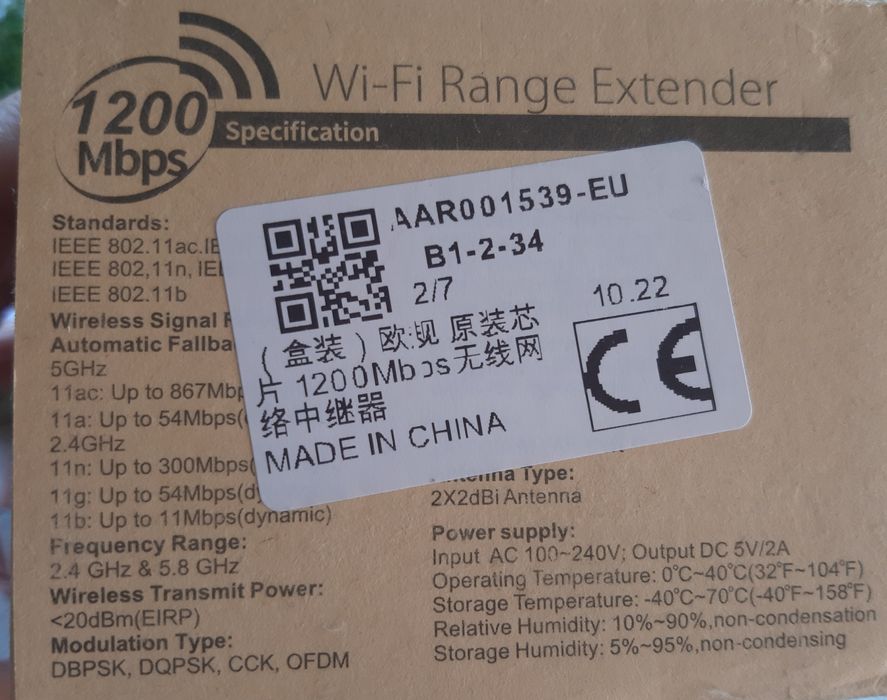 1200
Mbps
Wi-Fi Range Extender
Specification
Standards:
IEEE 802.11ac.IE
IEEE 802,11n, IEE
IEEE 802.11b
Wireless Signal R
Automatic Fallba
5GHz
11ac: Up to 867Mbp
11a: Up to 54Mbps(
2.4GHz
11n: Up to 300Mbps(
11g: Up to 54Mbps(dy
11b: Up to 11Mbps(dynamic)
Frequency Range:
2.4 GHz & 5.8 GHz
Wireless Transmit Power:
<20dBm(EIRP)
Modulation Type:
DBPSK, DQPSK, CCK, OFDM
AAR001539-EU
B1-2-34
2/7
10.22
(盒装)欧规 原装芯
片 1200Mbps无线网
络中继器
MADE IN CHINA
CE
Antenna Type:
2X2dBi Antenna
Power supply:
Input AC 100~240V; Output DC 5V/2A
Operating Temperature: 0℃~40℃(32℉~104℉)
Storage Temperature: -40℃~70℃(-40℉~158℉)
Relative Humidity: 10%~90%,non-condensation
Storage Humidity: 5%~95%,non-condensing